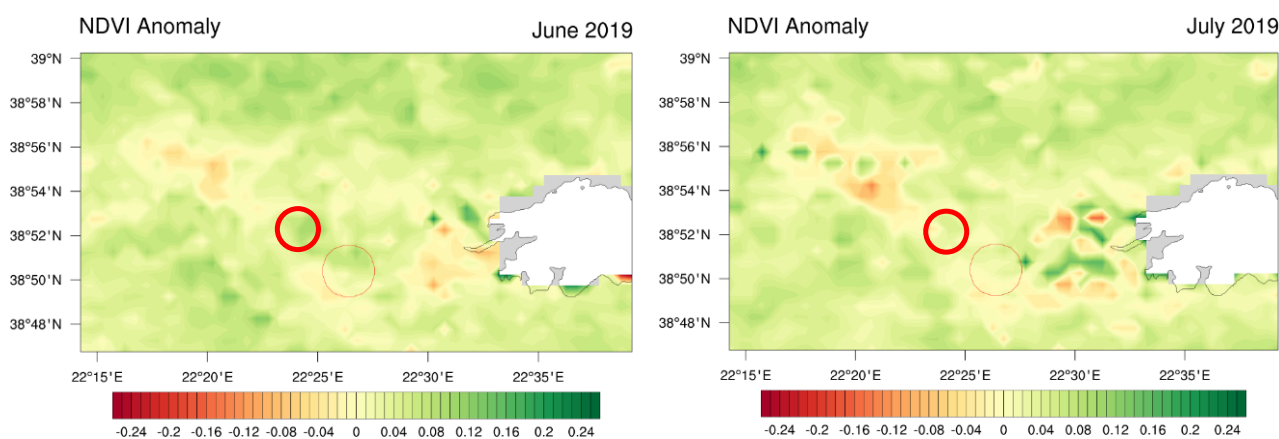 NDVI Anomaly June 2019
39°N
38°58'N
38°56'N
38°54'N
38°52'N
38°50'N
38°48'N
22°15'E 22°20'E 22°25'E 22°30'E 22°35'E
-0.24 -0.2 -0.16 -0.12 -0.08 -0.04 0 0.04 0.08 0.12 0.16 0.2 0.24
NDVI Anomaly July 2019
39°N
38°58'N
38°56'N
38°54'N
38°52'N
38°50'N
38°48'N
22°15'E 22°20'E 22°25'E 22°30'E 22°35'E
-0.24 -0.2 -0.16 -0.12 -0.08 -0.04 0 0.04 0.08 0.12 0.16 0.2 0.24